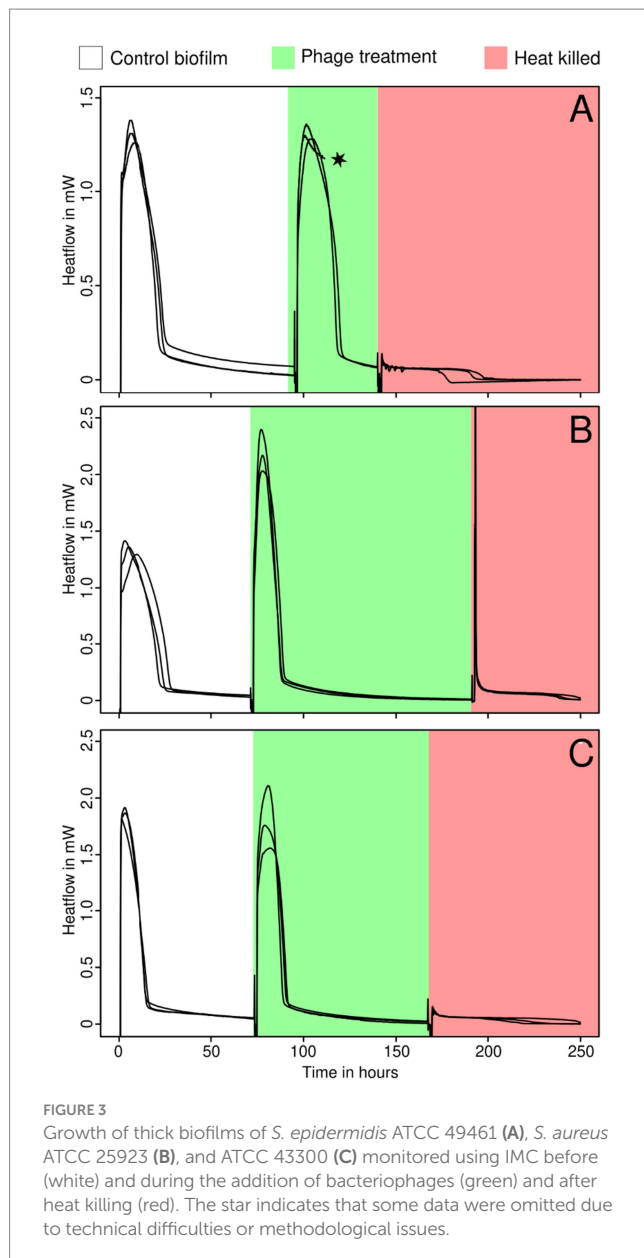 Control biofilm Phage treatment Heat killed
A
Heatflow in mW
0 0.5 1.0 1.5
B
Heatflow in mW
0 0.5 1.0 1.5 2.0 2.5
C
Heatflow in mW
0 0.5 1.0 1.5 2.0 2.5
0 50 100 150 200 250
Time in hours
FIGURE 3
Growth of thick biofilms of S. epidermidis ATCC 49461 (A), S. aureus
ATCC 25923 (B), and ATCC 43300 (C) monitored using IMC before
(white) and during the addition of bacteriophages (green) and after
heat killing (red). The star indicates that some data were omitted due
to technical difficulties or methodological issues.